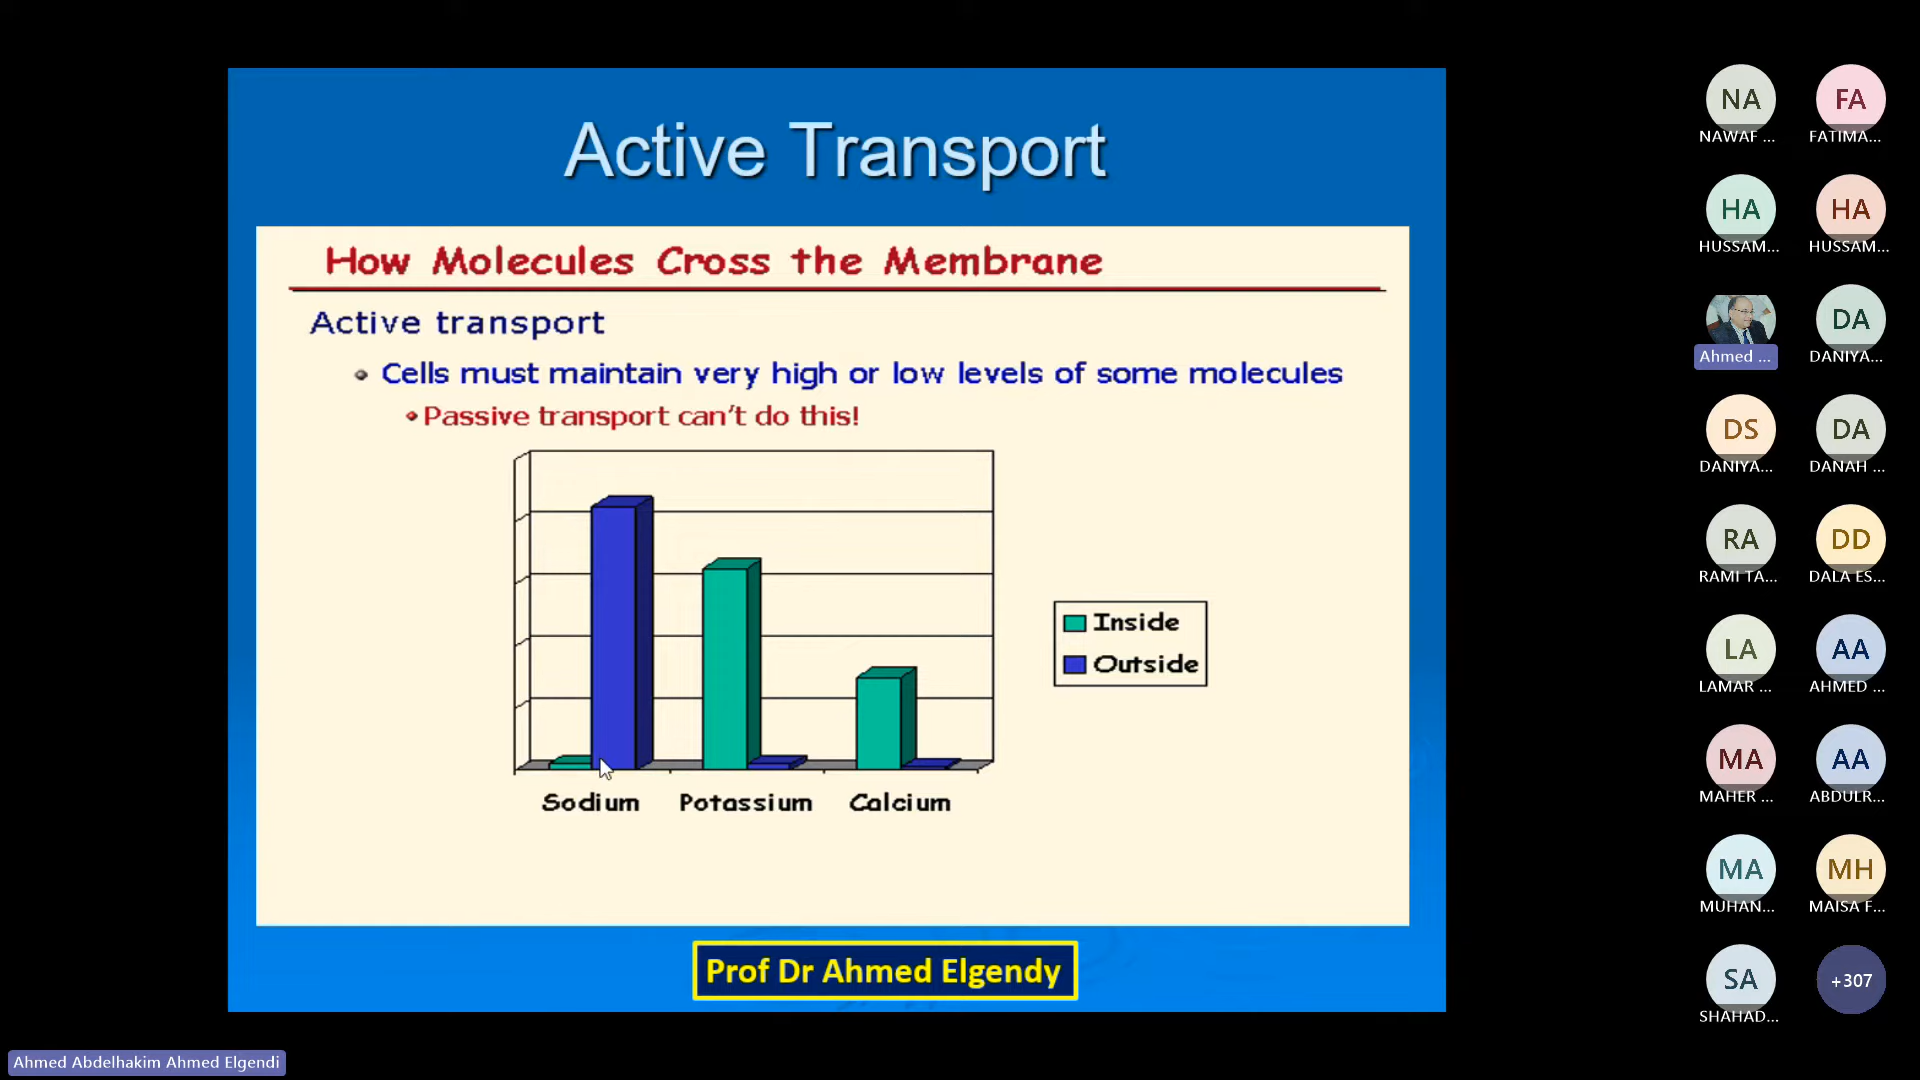 Active Transport
How Molecules Cross the Membrane
Active transport
Cells must maintain very high or low levels of some molecules
Passive transport can't do this!
Inside
Outside
Sodium Potassium Calcium
Prof Dr Ahmed Elgendy
Ahmed Abdelhakim Ahmed Elgendi
NA FA
NAWAF ... FATIMA...
HA HA
HUSSAM... HUSSAM...
DA
Ahmed ... DANIYA...
DS DA
DANIYA... DANAH ...
RA DD
RAMI TA... DALA ES...
LA AA
LAMAR ... AHMED ...
MA AA
MAHER ... ABDULR...
MA MH
MUHAN... MAISA F...
SA +307
SHAHAD...